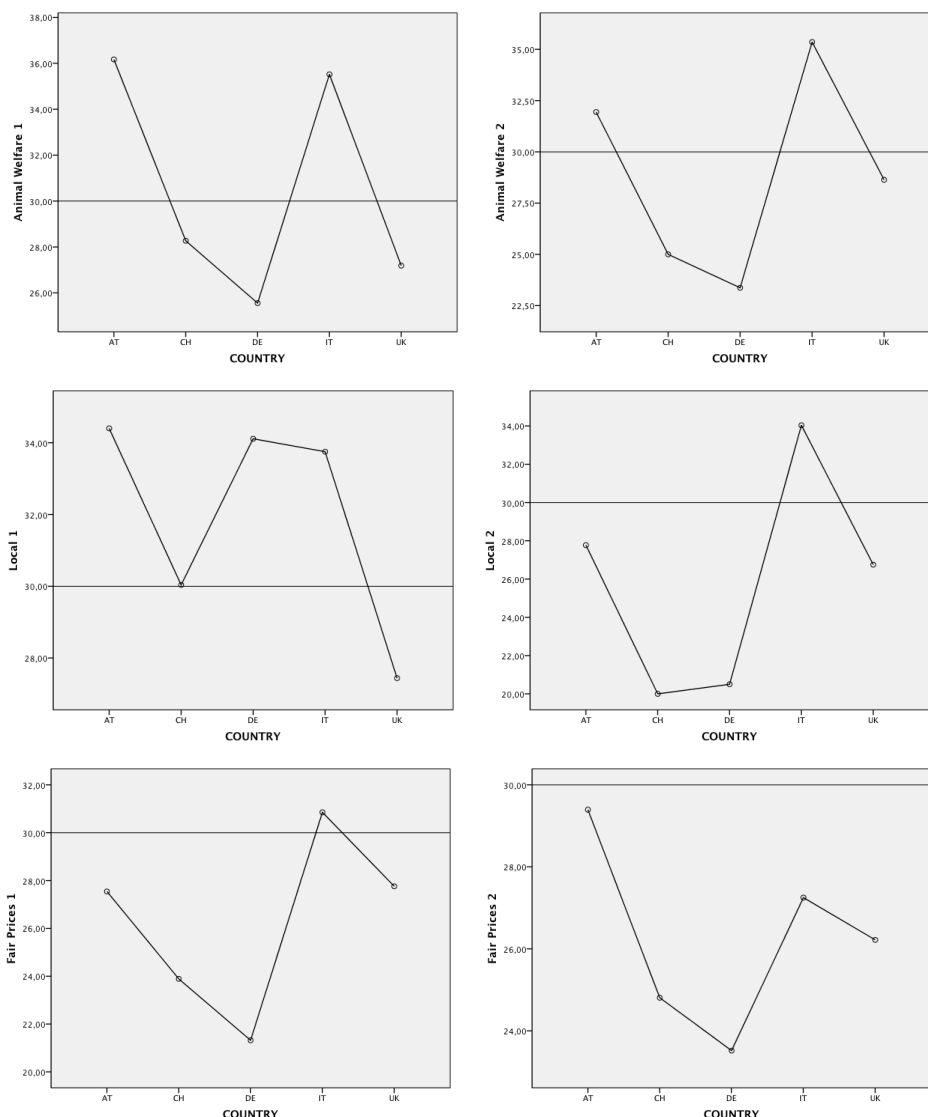 38,00
36,00
34,00
32,00
30,00
28,00
26,00
Animal Welfare 1
AT CH DE IT UK
COUNTRY
35,00
32,50
30,00
27,50
25,00
22,50
Animal Welfare 2
AT CH DE IT UK
COUNTRY
34,00
32,00
30,00
28,00
Local 1
AT CH DE IT UK
COUNTRY
34,00
32,00
30,00
28,00
26,00
24,00
22,00
20,00
Local 2
AT CH DE IT UK
COUNTRY
32,00
30,00
28,00
26,00
24,00
22,00
20,00
Fair Prices 1
AT CH DE IT UK
COUNTRY
30,00
28,00
26,00
24,00
Fair Prices 2
AT CH DE IT UK
COUNTRY